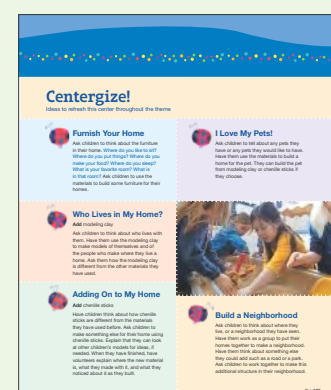 Centergize!
Ideas to refresh this center throughout the theme
Furnish Your Home
Ask children to think about the furniture
in their home. Where do you like to sit?
Where do you put things? Where do you
make your food? Where do you sleep?
What is your favorite room? What is
in that room? Ask children to use the
materials to build some furniture for their
homes.
Who Lives in My Home?
Add modeling clay
Ask children to think about who lives with
them. Have them use the modeling clay
to make models of themselves and of
the people who make where they live a
home. Ask them how the modeling clay
is different from the other materials they
have used.
Adding On to My Home
Add chenille sticks
Have children think about how chenille
sticks are different from the materials
they have used before. Ask children to
make something else for their home from
chenille sticks. Explain that they can look
at other children's models for ideas, if
needed. When they have finished, have
volunteers explain where the new material
is, what they made with it, and what they
noticed about it as they built.
I Love My Pets!
Ask children to tell about any pets they
have or any pets they would like to have.
Have them use the materials to build a
home for the pet. They can build the pet
from modeling clay or chenille sticks if
they choose.
Build a Neighborhood
Ask children to think about where they
live, or a neighborhood they have seen.
Have them work as a group to put their
homes together to make a neighborhood.
Have them think about something else
they could add such as a road or a park.
Ask children to work together to make this
additional structure in their neighborhood.